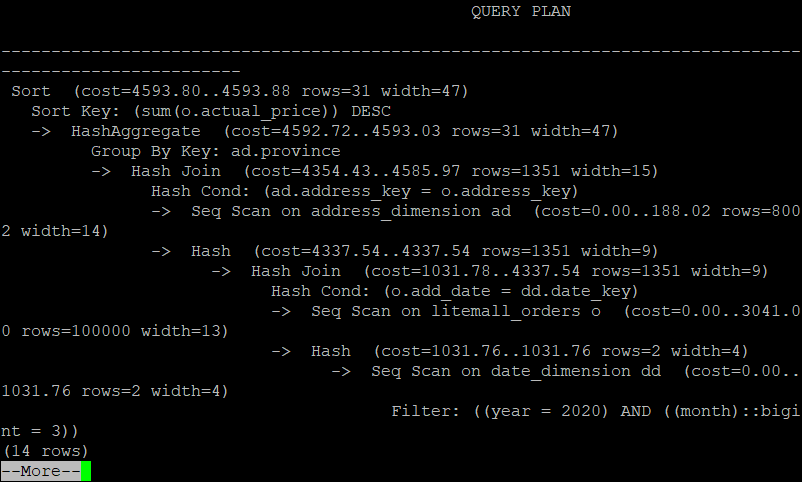 QUERY PLAN
--------------------------------------------------------------------------------
------------------------
Sort  (cost=4593.80..4593.88 rows=31 width=47)
  Sort Key: (sum(o.actual_price)) DESC
  ->  HashAggregate  (cost=4592.72..4593.03 rows=31 width=47)
        Group By Key: ad.province
        ->  Hash Join  (cost=4354.43..4585.97 rows=1351 width=15)
              Hash Cond: (ad.address_key = o.address_key)
              ->  Seq Scan on address_dimension ad  (cost=0.00..188.02 rows=800
2 width=14)
              ->  Hash  (cost=4337.54..4337.54 rows=1351 width=9)
                    ->  Hash Join  (cost=1031.78..4337.54 rows=1351 width=9)
                          Hash Cond: (o.add_date = dd.date_key)
                          ->  Seq Scan on litemall_orders o  (cost=0.00..3041.0
0 rows=100000 width=13)
                          ->  Hash  (cost=1031.76..1031.76 rows=2 width=4)
                                ->  Seq Scan on date_dimension dd  (cost=0.00..
1031.76 rows=2 width=4)
                                      Filter: ((year = 2020) AND ((month)::bigi
nt = 3))
(14 rows)
--More--